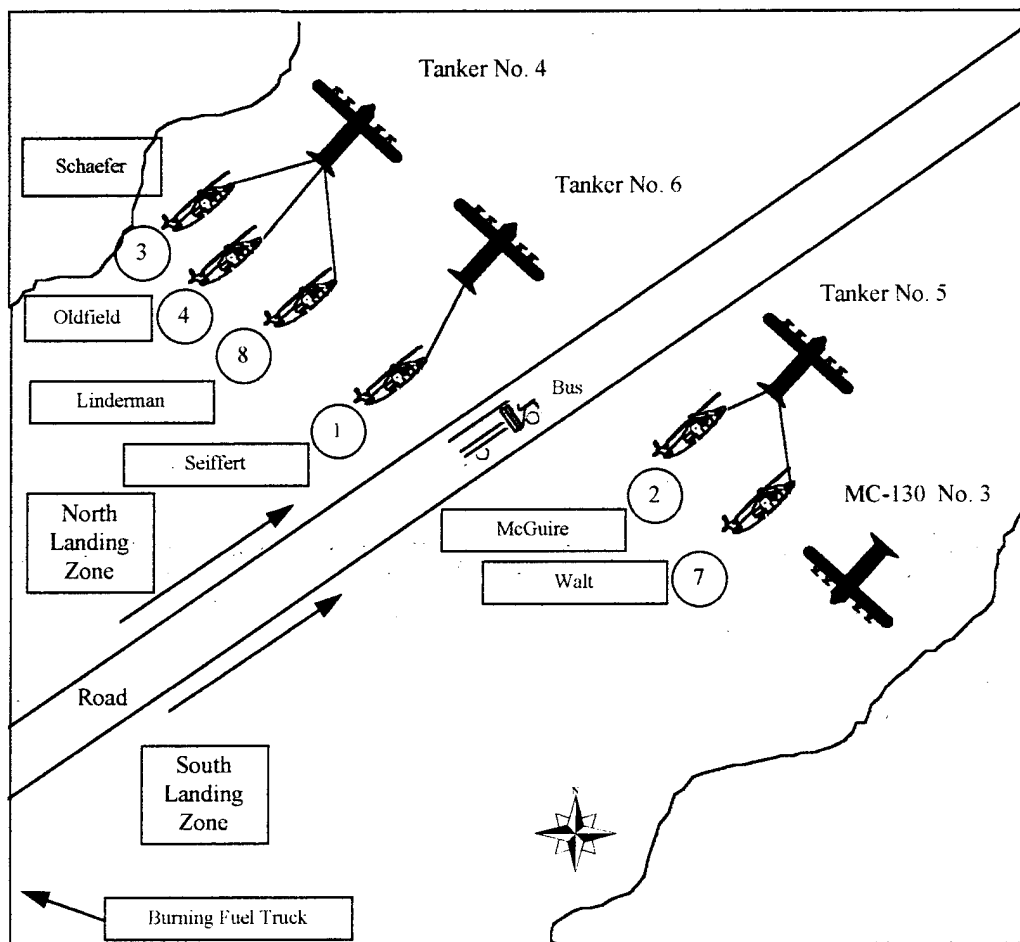 Tanker No. 4
Schaefer
Tanker No. 6
3
Tanker No. 5
Oldfield
4
8
Linderman
Bus
1
Seiffert
2
MC-130 No. 3
North
Landing
Zone
McGuire
Walt
7
Road
South
Landing
Zone
N
Burning Fuel Truck